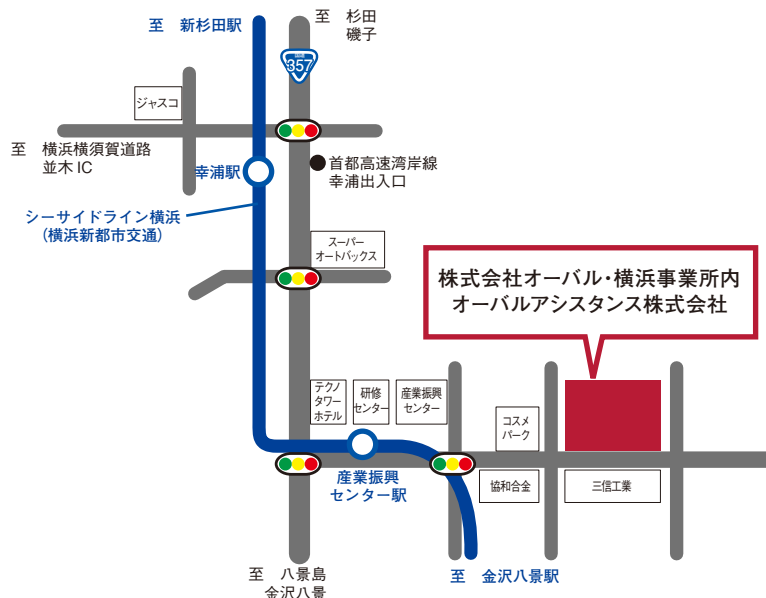 至　杉田
磯子
至　新杉田駅
357
ジャスコ
至　横浜横須賀道路
並木IC
幸浦駅
首都高速湾岸線
幸浦出入口
シーサイドライン横浜
(横浜新都市交通)
スーパー
オートバックス
株式会社オーバル・横浜事業所内
オーバルアシスタンス株式会社
テクノ
タワー
ホテル
研修
センター
産業振興
センター
コスメ
パーク
産業振興
センター駅
協和合金
三信工業
至　八景島
金沢八景
至　金沢八景駅